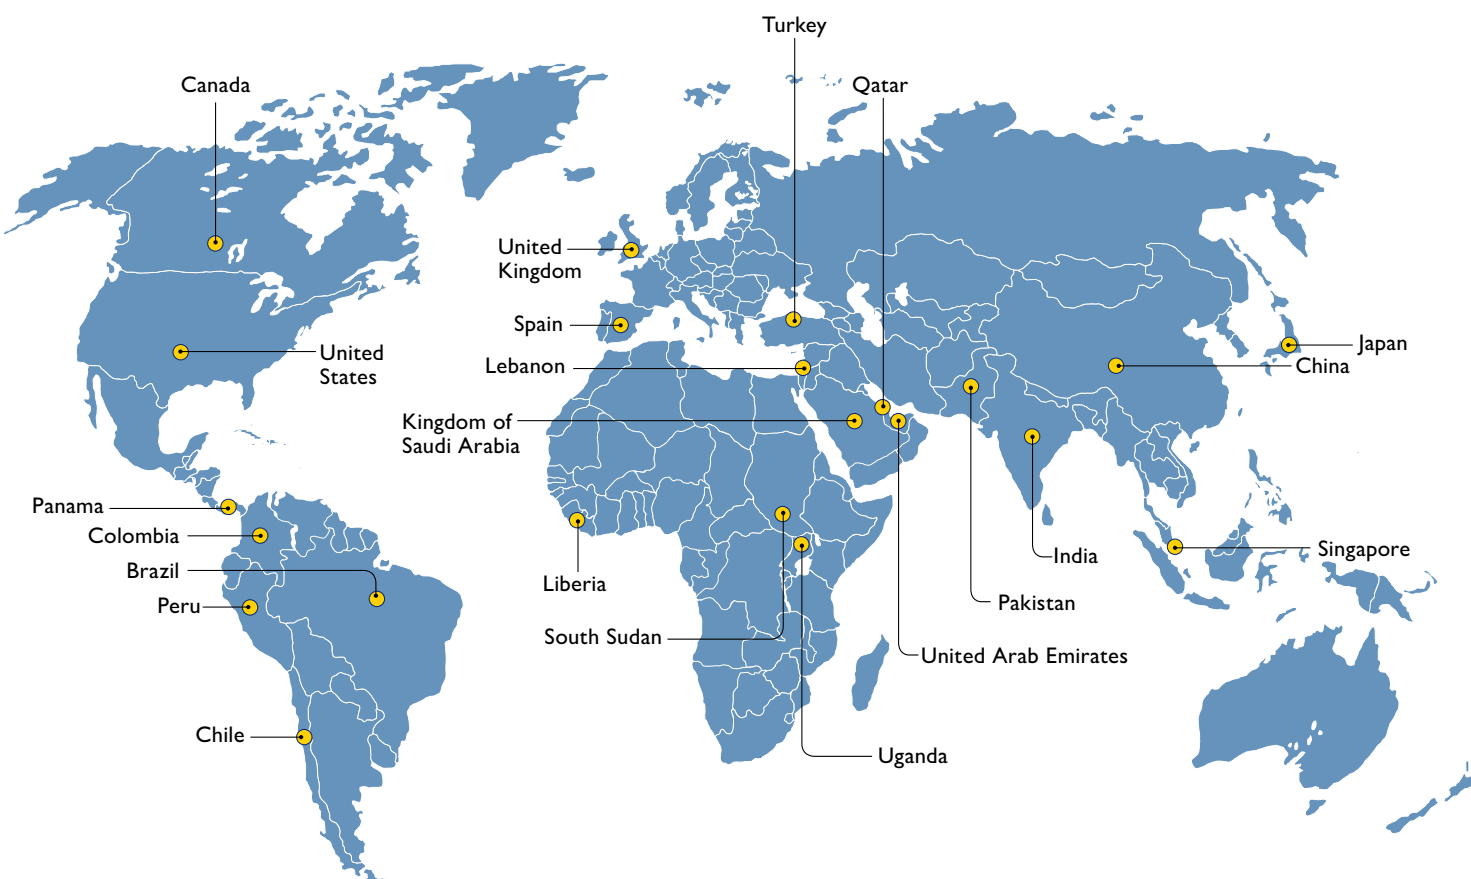 Turkey
Canada
Qatar
United
Kingdom
Spain
Japan
United
States
Lebanon
China
Kingdom of
Saudi Arabia
Panama
Colombia
Singapore
India
Brazil
Liberia
Peru
Pakistan
South Sudan
United Arab Emirates
Chile
Uganda